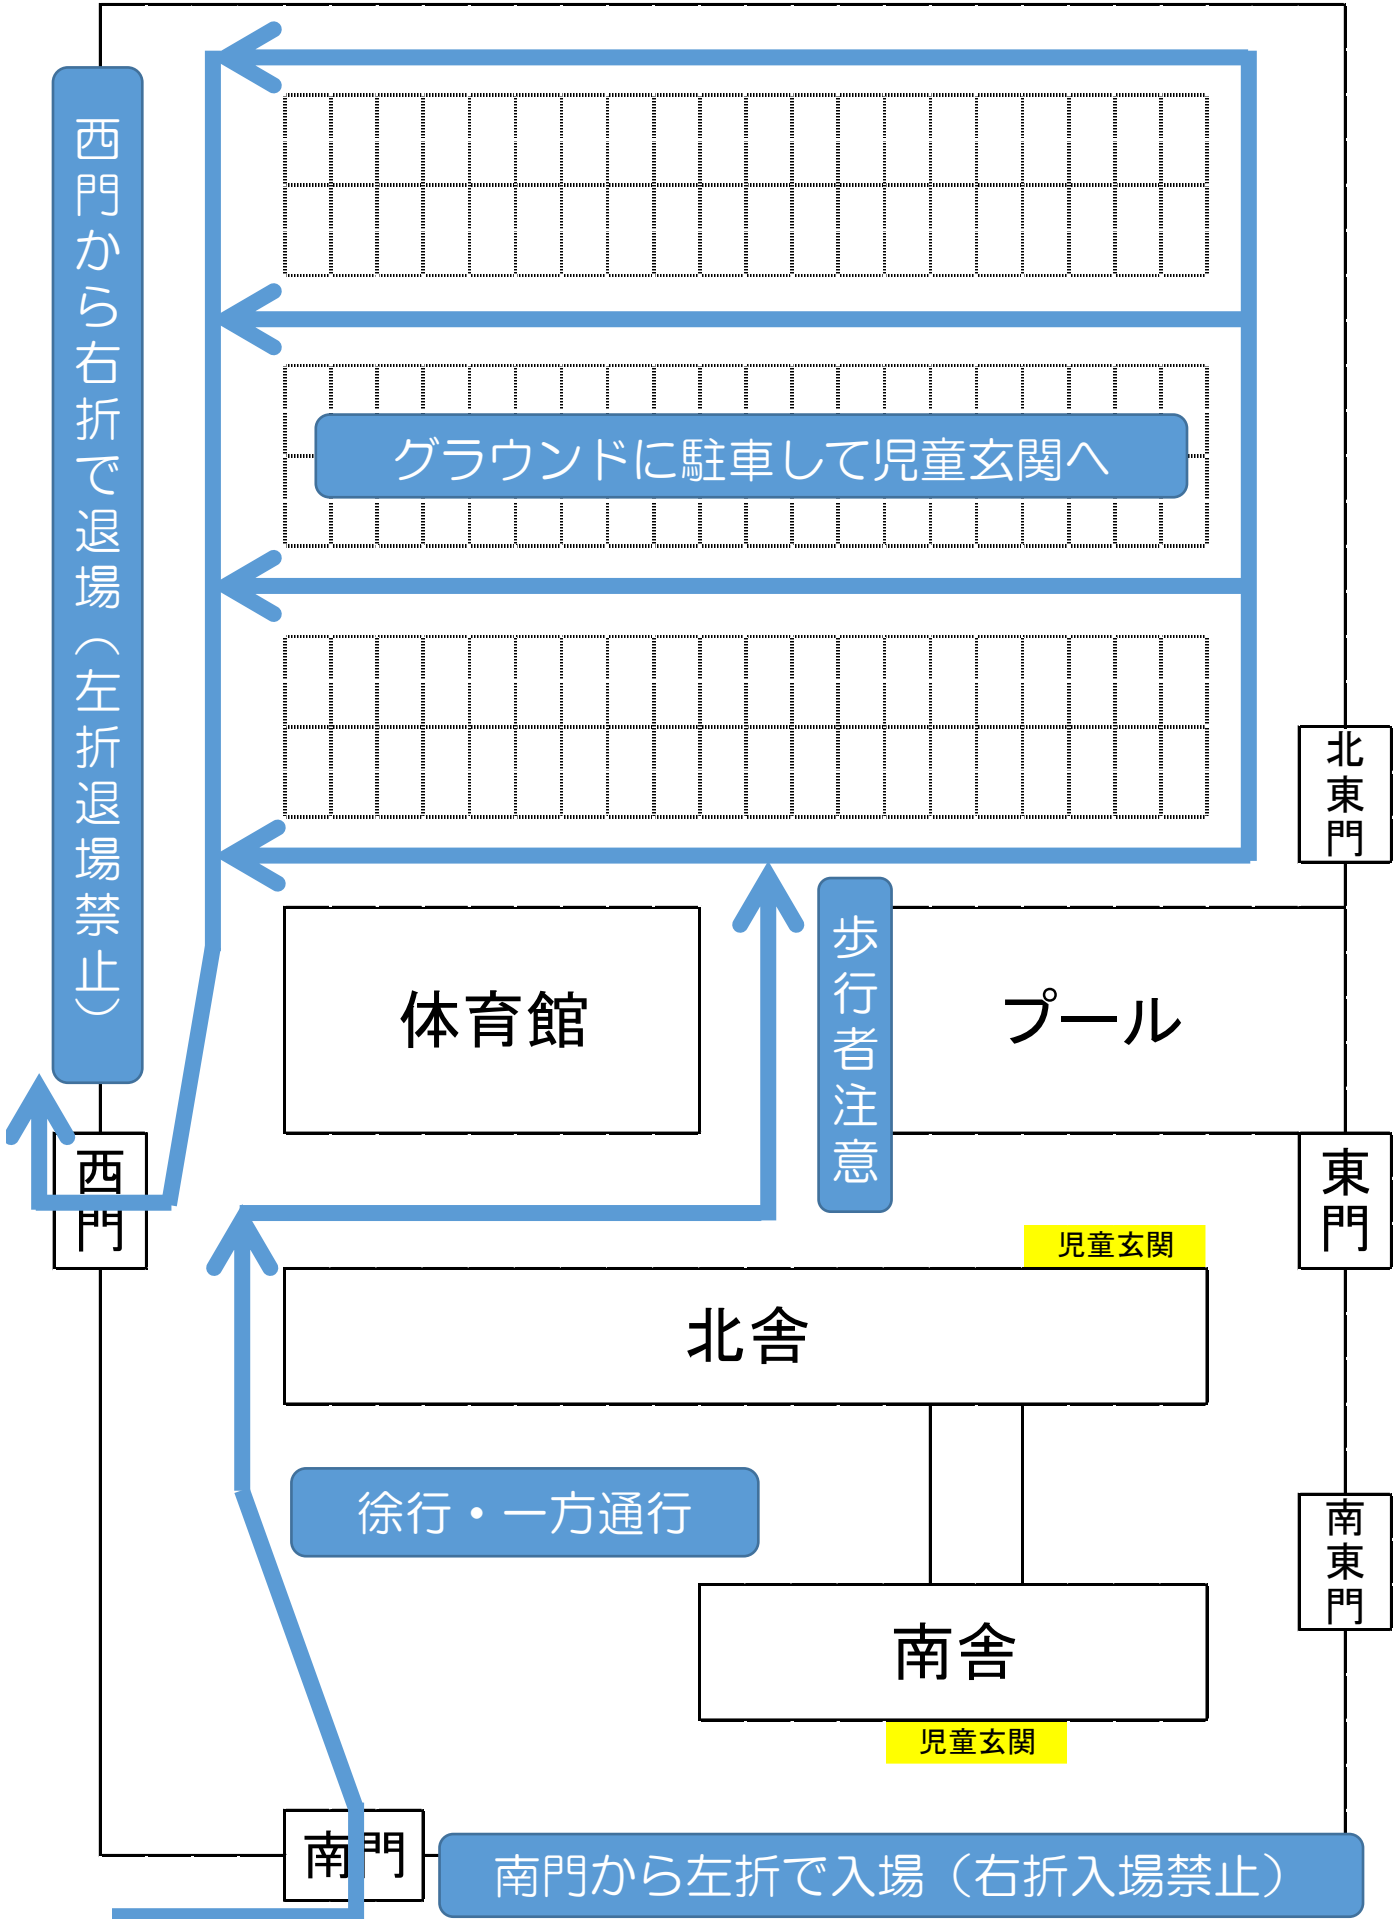 西門から右折で退場（左折退場禁止）
グラウンドに駐車して児童玄関へ
北東門
体育館
歩行者注意
プール
西門
東門
児童玄関
北舎
徐行・一方通行
南東門
南舎
児童玄関
南門
南門から左折で入場（右折入場禁止）